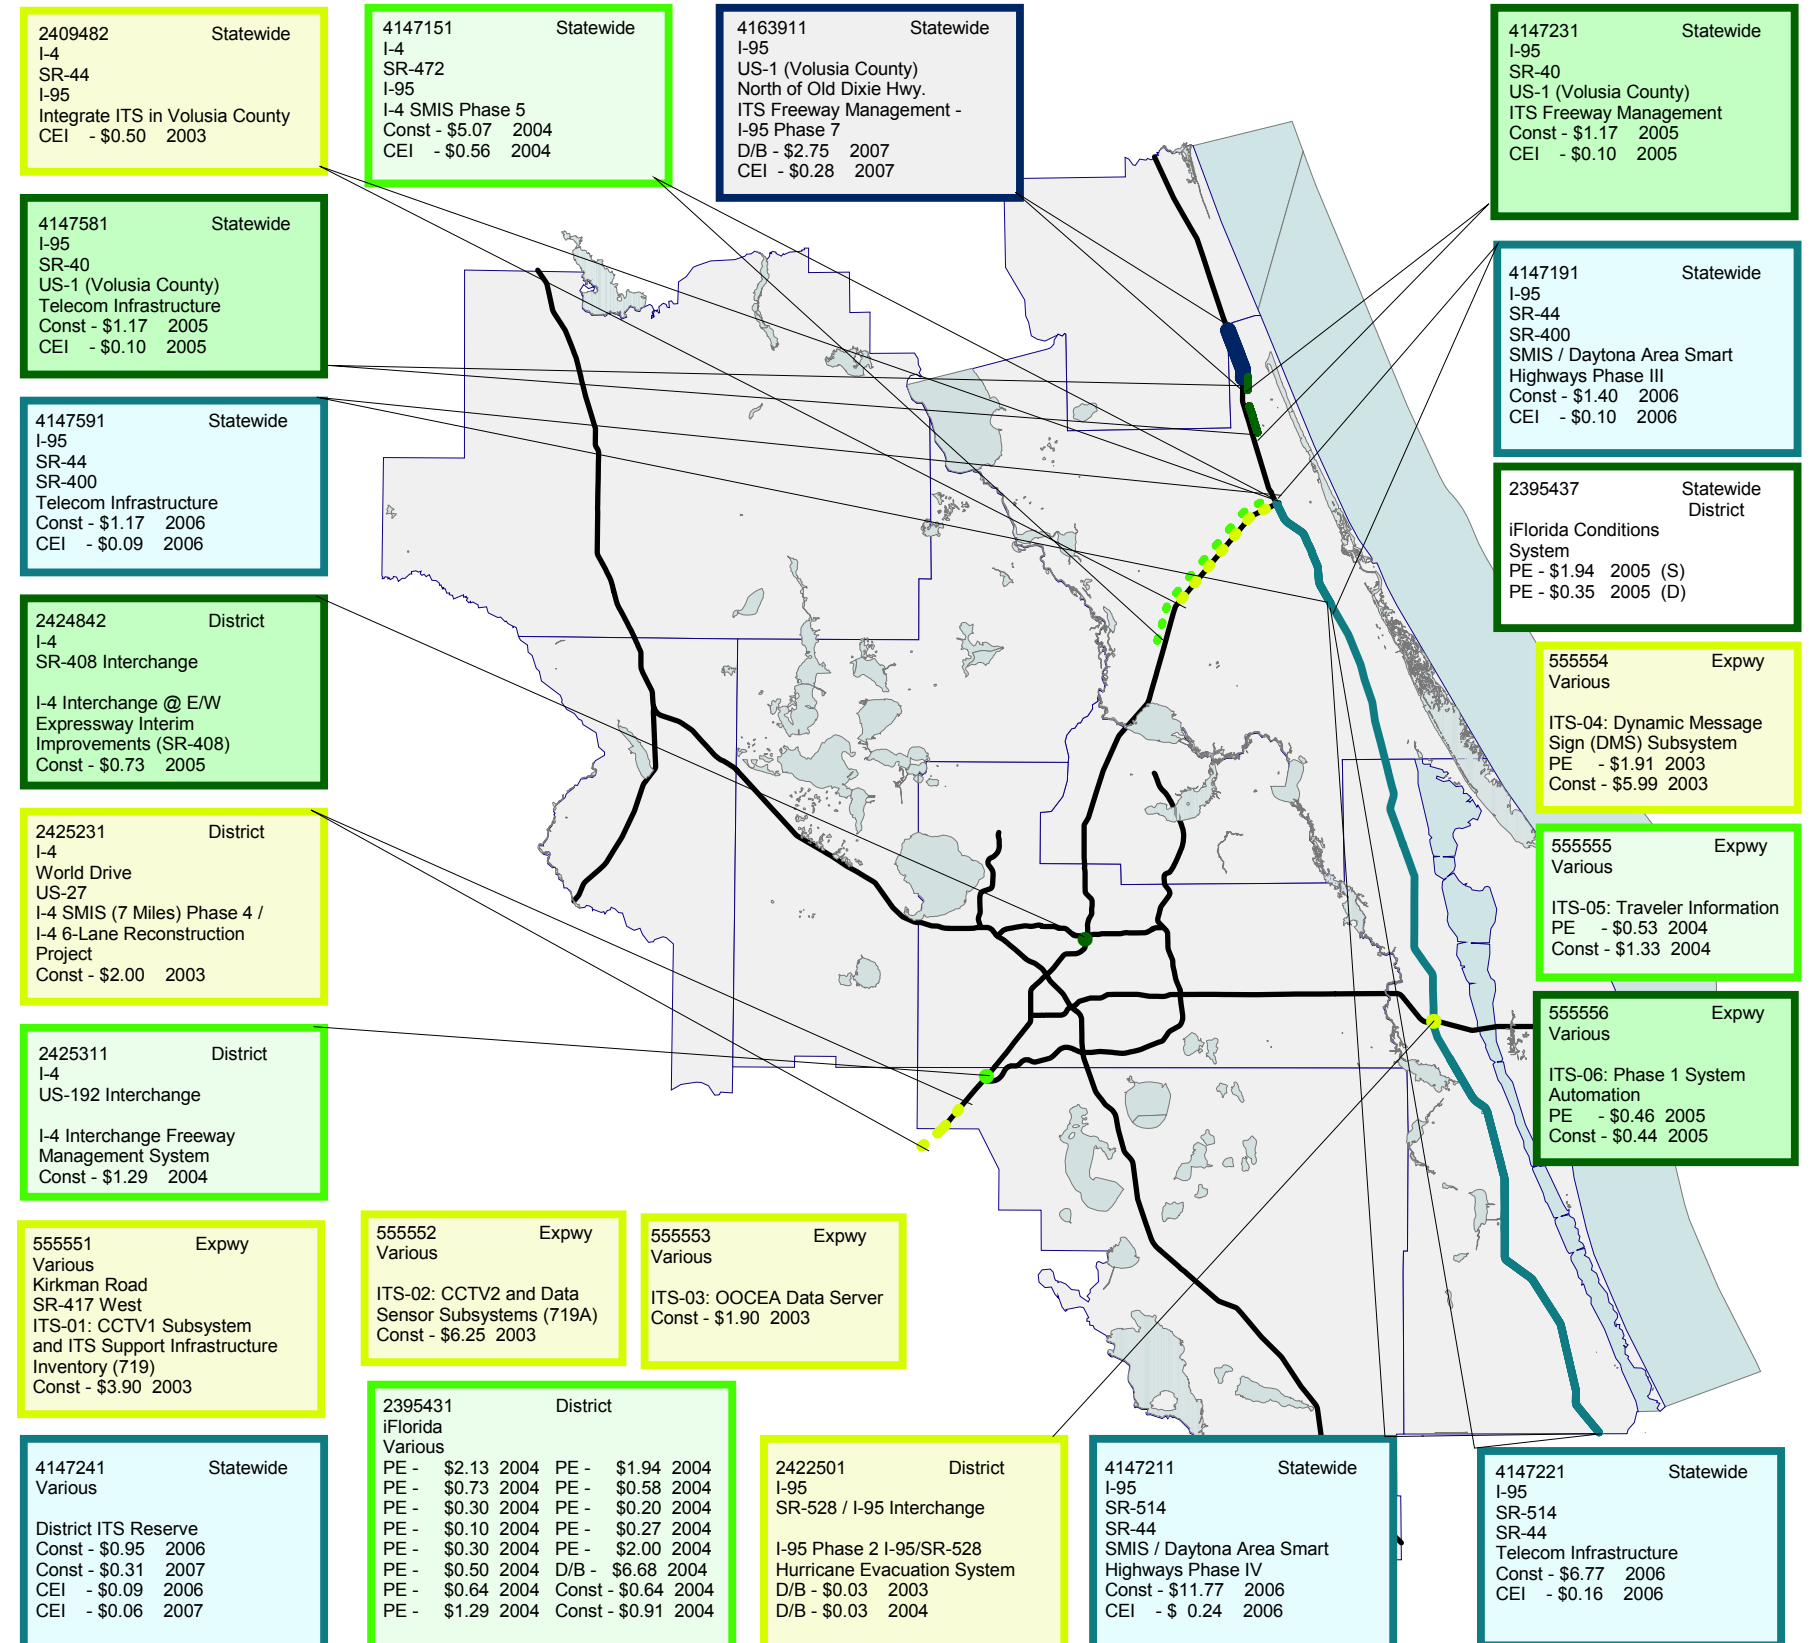 2409482 Statewide
I-4
SR-44
I-95
Integrate ITS in Volusia County
CEI - $0.50 2003
4147151 Statewide
I-4
SR-472
I-95
I-4 SMIS Phase 5
Const - $5.07 2004
CEI - $0.56 2004
4163911 Statewide
I-95
US-1 (Volusia County)
North of Old Dixie Hwy.
ITS Freeway Management -
I-95 Phase 7
D/B - $2.75 2007
CEI - $0.28 2007
4147231 Statewide
I-95
SR-40
US-1 (Volusia County)
ITS Freeway Management
Const - $1.17 2005
CEI - $0.10 2005
4147581 Statewide
I-95
SR-40
US-1 (Volusia County)
Telecom Infrastructure
Const - $1.17 2005
CEI - $0.10 2005
4147191 Statewide
I-95
SR-44
SR-400
SMIS / Daytona Area Smart
Highways Phase III
Const - $1.40 2006
CEI - $0.10 2006
4147591 Statewide
I-95
SR-44
SR-400
Telecom Infrastructure
Const - $1.17 2006
CEI - $0.09 2006
2395437 Statewide
District
iFlorida Conditions
System
PE - $1.94 2005 (S)
PE - $0.35 2005 (D)
2424842 District
I-4
SR-408 Interchange
I-4 Interchange @ E/W
Expressway Interim
Improvements (SR-408)
Const - $0.73 2005
555554 Expwy
Various
ITS-04: Dynamic Message
Sign (DMS) Subsystem
PE - $1.91 2003
Const - $5.99 2003
2425231 District
I-4
World Drive
US-27
I-4 SMIS (7 Miles) Phase 4 /
I-4 6-Lane Reconstruction
Project
Const - $2.00 2003
555555 Expwy
Various
ITS-05: Traveler Information
PE - $0.53 2004
Const - $1.33 2004
555556 Expwy
Various
ITS-06: Phase 1 System
Automation
PE - $0.46 2005
Const - $0.44 2005
2425311 District
I-4
US-192 Interchange
I-4 Interchange Freeway
Management System
Const - $1.29 2004
555551 Expwy
Various
Kirkman Road
SR-417 West
ITS-01: CCTV1 Subsystem
and ITS Support Infrastructure
Inventory (719)
Const - $3.90 2003
555552 Expwy
Various
ITS-02: CCTV2 and Data
Sensor Subsystems (719A)
Const - $6.25 2003
555553 Expwy
Various
ITS-03: OOCEA Data Server
Const - $1.90 2003
4147241 Statewide
Various
District ITS Reserve
Const - $0.95 2006
Const - $0.31 2007
CEI - $0.09 2006
CEI - $0.06 2007
2395431 District
iFlorida
Various
PE - $2.13 2004 PE - $1.94 2004
PE - $0.73 2004 PE - $0.58 2004
PE - $0.30 2004 PE - $0.20 2004
PE - $0.10 2004 PE - $0.27 2004
PE - $0.30 2004 PE - $2.00 2004
PE - $0.50 2004 D/B - $6.68 2004
PE - $0.64 2004 Const - $0.64 2004
PE - $1.29 2004 Const - $0.91 2004
2422501 District
I-95
SR-528 / I-95 Interchange
I-95 Phase 2 I-95/SR-528
Hurricane Evacuation System
D/B - $0.03 2003
D/B - $0.03 2004
4147211 Statewide
I-95
SR-514
SR-44
SMIS / Daytona Area Smart
Highways Phase IV
Const - $11.77 2006
CEI - $ 0.24 2006
4147221 Statewide
I-95
SR-514
SR-44
Telecom Infrastructure
Const - $6.77 2006
CEI - $0.16 2006